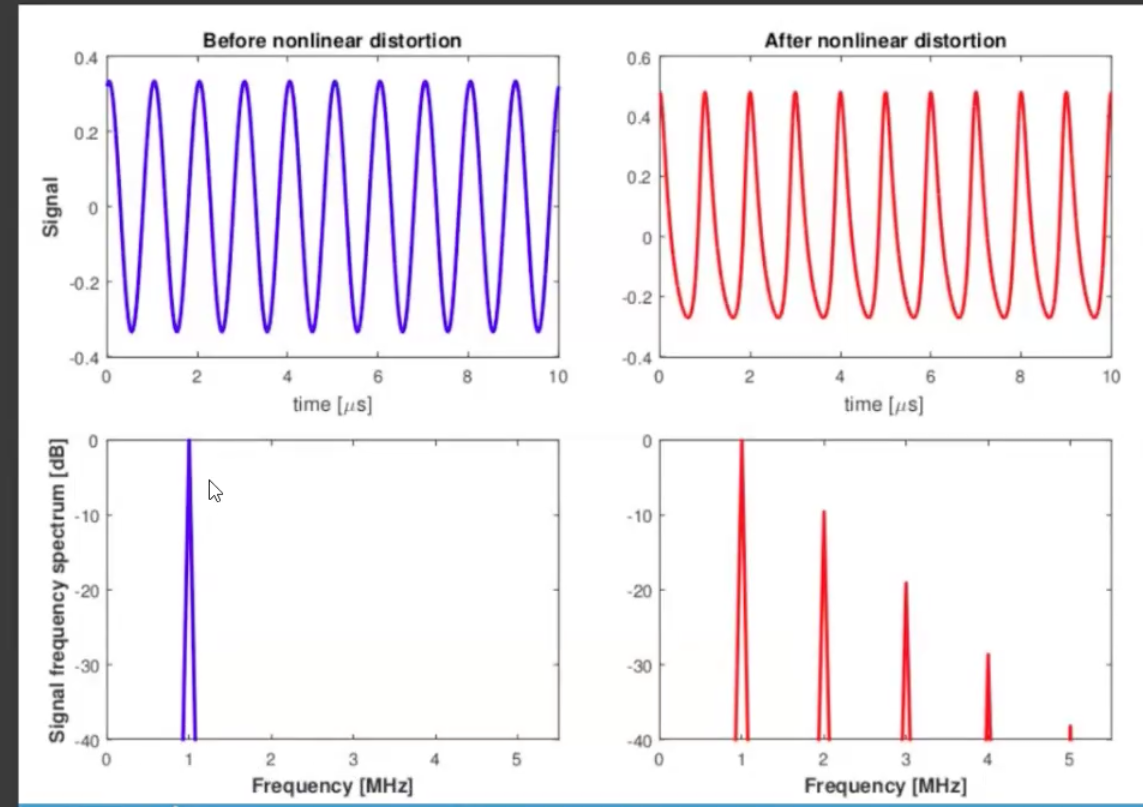 Before nonlinear distortion
0.4
0.2
0
-0.2
-0.4
Signal
0 2 4 6 8 10
time [μs]
After nonlinear distortion
0.6
0.4
0.2
0
-0.2
-0.4
0 2 4 6 8 10
time [μs]
0
-10
-20
-30
-40
Signal frequency spectrum [dB]
0 1 2 3 4 5
Frequency [MHz]
0
-10
-20
-30
-40
0 1 2 3 4 5
Frequency [MHz]